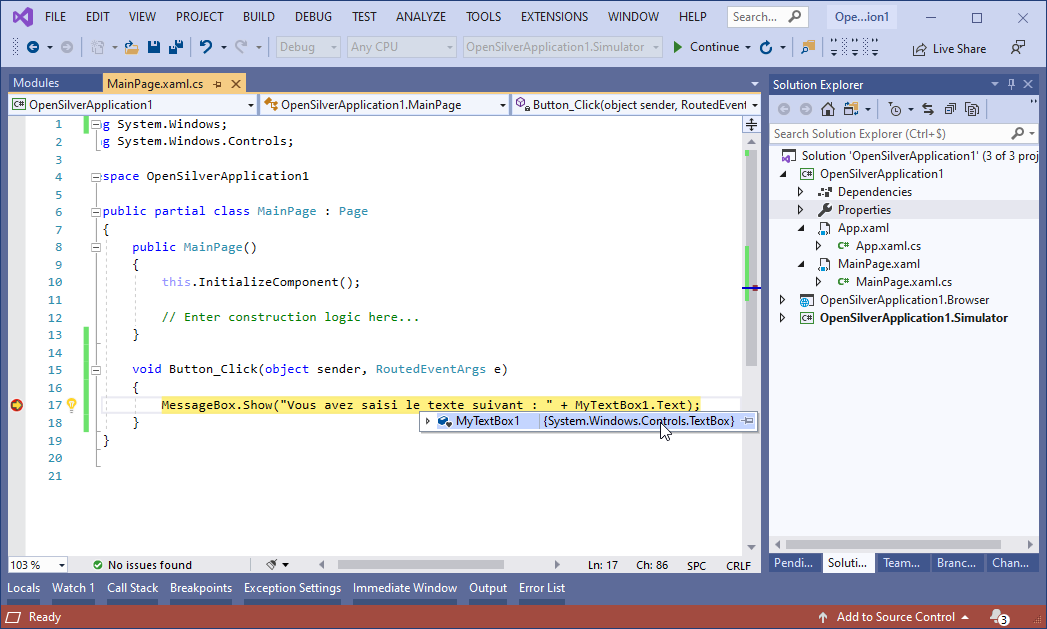 FILE EDIT VIEW PROJECT BUILD DEBUG TEST ANALYZE TOOLS EXTENSIONS WINDOW HELP Search... Ope...ion1
Debug Any CPU OpenSilverApplication1.Simulator Continue Live Share
Modules MainPage.xaml.cs
C# OpenSilverApplication1 OpenSilverApplication1.MainPage Button_Click(object sender, RoutedEvent
1 g System.Windows;
2 g System.Windows.Controls;
3
4 space OpenSilverApplication1
5
6 public partial class MainPage : Page
7 {
8 public MainPage()
9 {
10 this.InitializeComponent();
11
12 // Enter construction logic here...
13 }
14
15 void Button_Click(object sender, RoutedEventArgs e)
16 {
17 MessageBox.Show("Vous avez saisi le texte suivant : " + MyTextBox1.Text);
MyTextBox1 {System.Windows.Controls.TextBox}
18 }
19 }
20
21
103 % No issues found Ln: 17 Ch: 86 SPC CRLF
Solution Explorer
Search Solution Explorer (Ctrl+$)
Solution 'OpenSilverApplication1' (3 of 3 proj
C# OpenSilverApplication1
Dependencies
Properties
App.xaml
C# App.xaml.cs
MainPage.xaml
C# MainPage.xaml.cs
OpenSilverApplication1.Browser
C# OpenSilverApplication1.Simulator
Prope... Soluti... Team... Branc... Chan...
Locals Watch 1 Call Stack Breakpoints Exception Settings Immediate Window Output Error List
Ready Add to Source Control 3